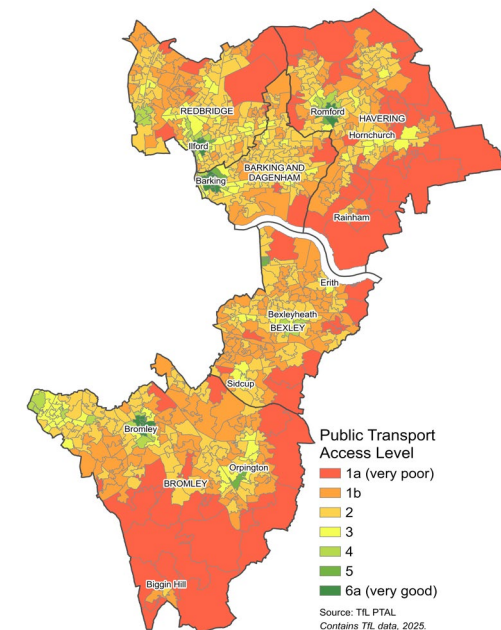 REDBRIDGE
Ilford
Romford
HAVERING
Hornchurch
BARKING AND
DAGENHAM
Barking
Rainham
Erith
Bexleyheath
BEXLEY
Sidcup
Bromley
Orpington
BROMLEY
Biggin Hill
Public Transport
Access Level
1a (very poor)
1b
2
3
4
5
6a (very good)
Source: TfL PTAL
Contains TfL data, 2025.